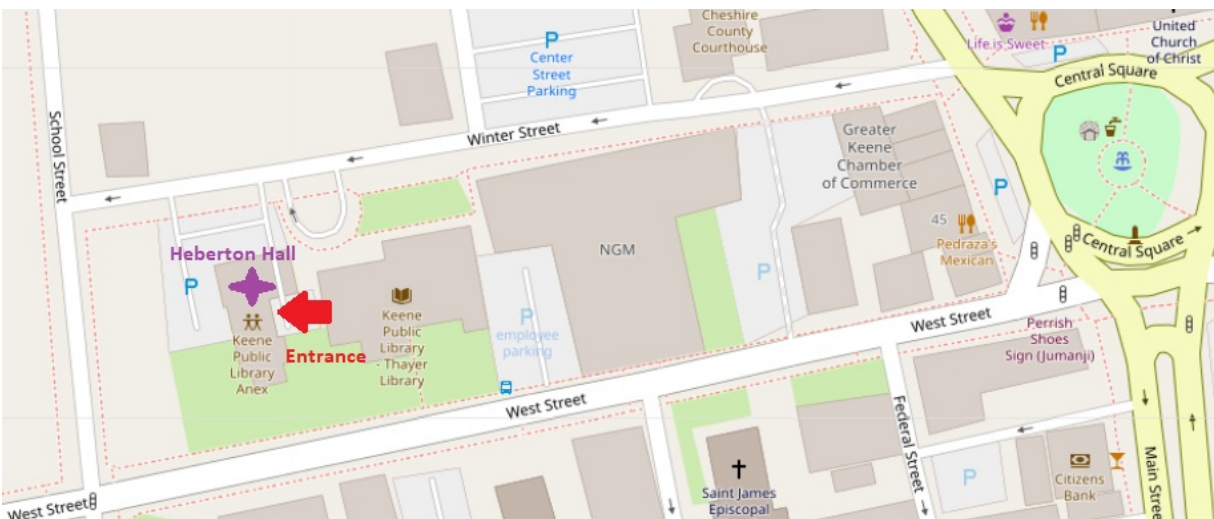 Cheshire
County
Courthouse
Life.is Sweet
P
United
Church
of Christ
P
Center
Street
Parking
Central Square
School Street
Winter Street
Greater
Keene
Chamber
of Commerce
P
45
Pedraza's
Mexican
Central Square
Heberton Hall
P
NGM
P
Keene
Public
Library
Anex
Entrance
Keene
Public
Library
- Thayer
Library
P
employee
parking
West Street
Perrish
Shoes
Sign (Jumanji)
West Street
Federal Street
Saint James
Episcopal
P
Citizens
Bank
Main Stree
West Street